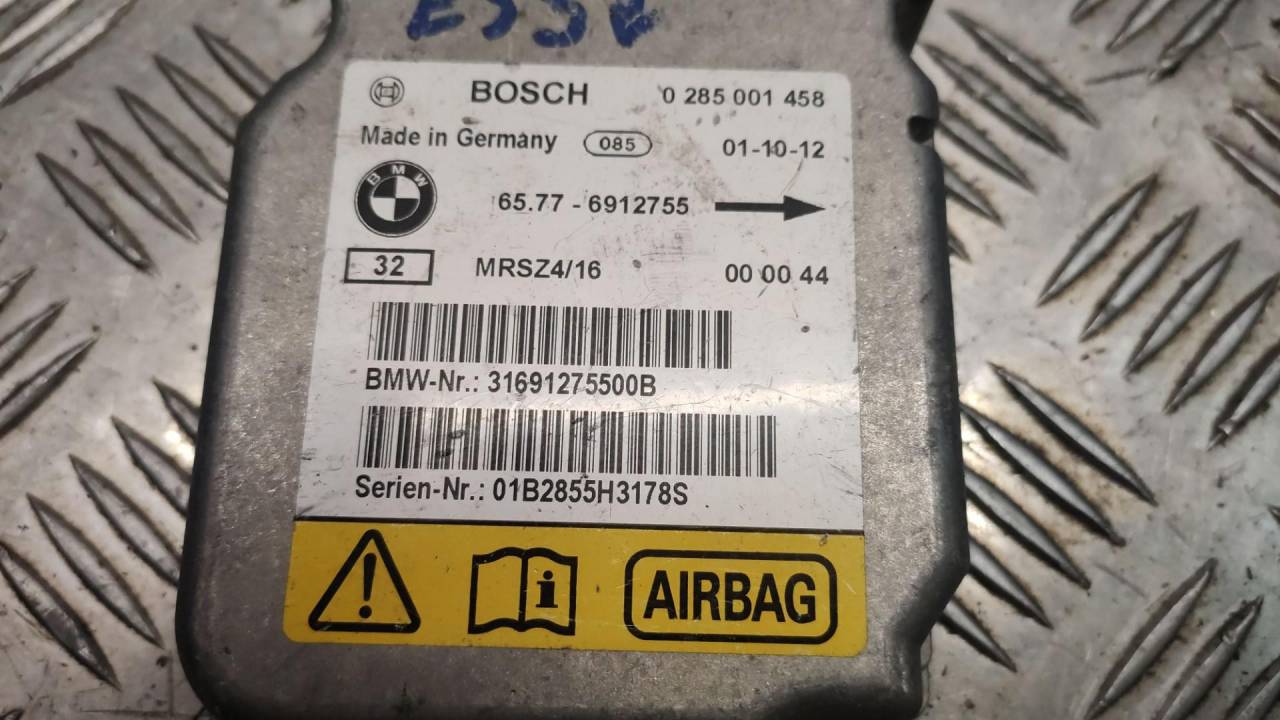 BOSCH 0 285 001 458
Made in Germany 085 01-10-12
BMW 65.77 - 6912755
32 MRSZ4/16 00 00 44
BMW-Nr.: 31691275500B
Serien-Nr.: 01B2855H3178S
i AIRBAG